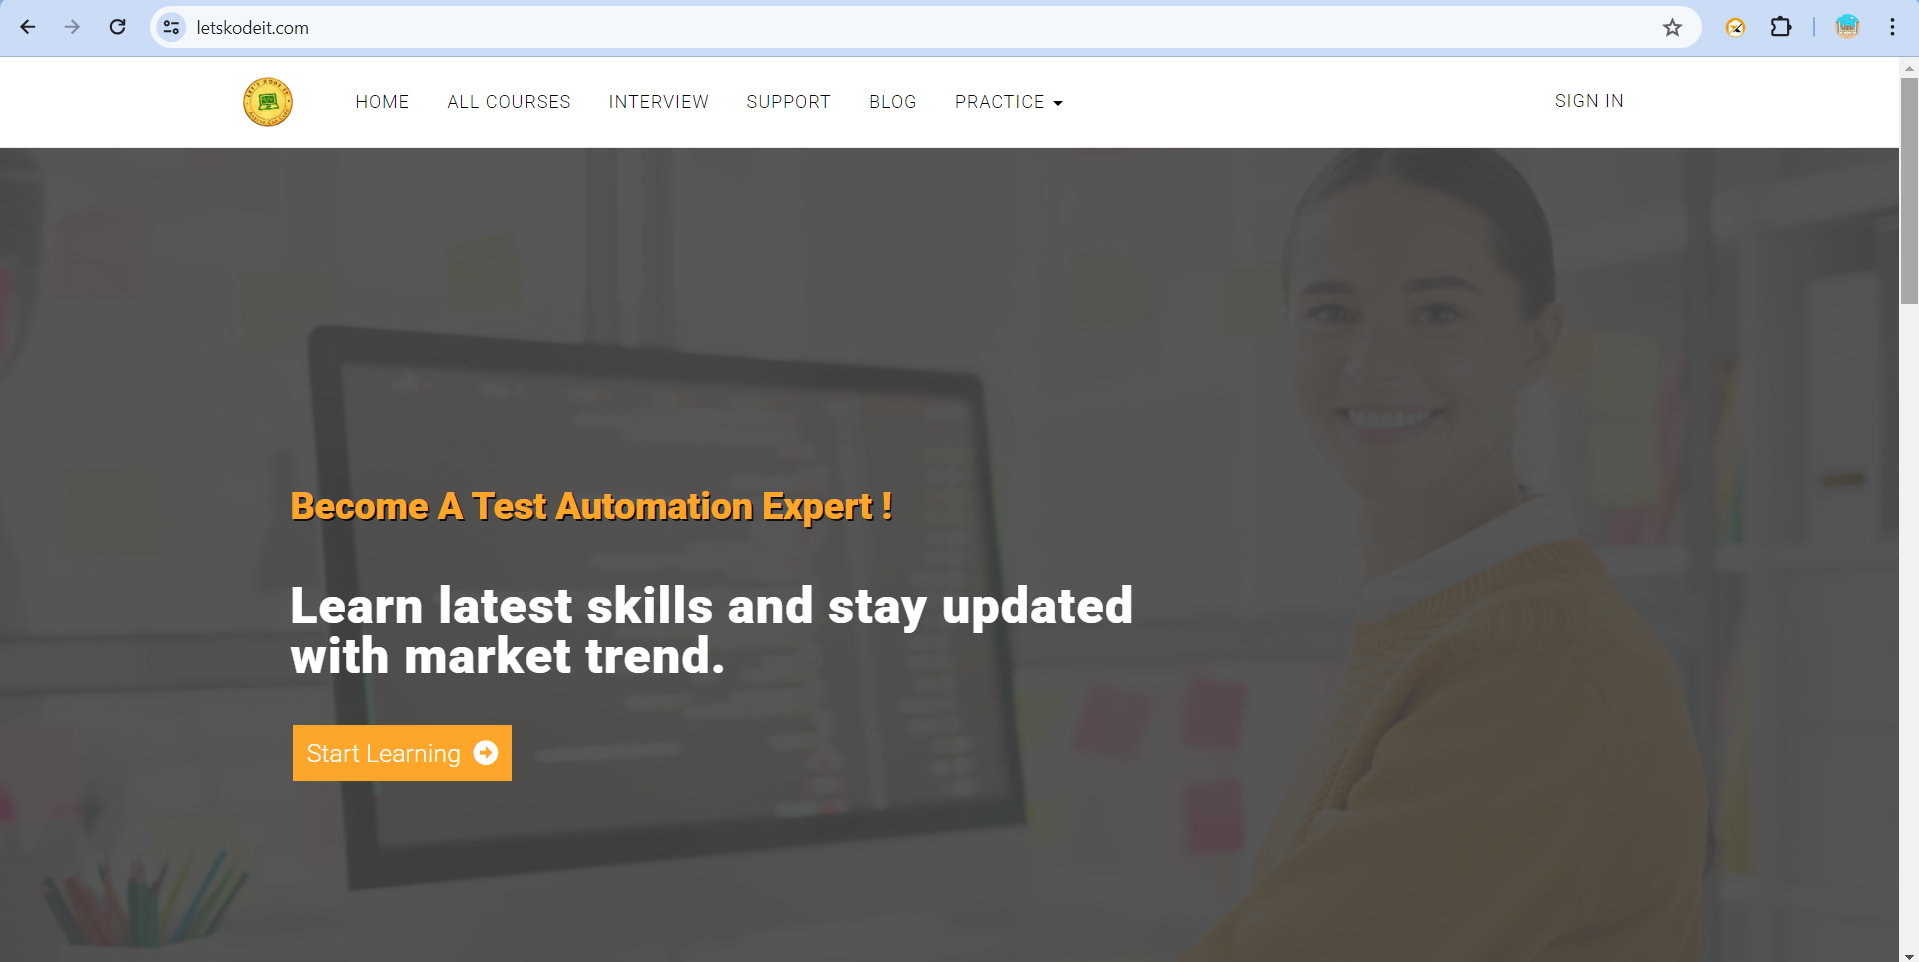 letskodeit.com
HOME ALL COURSES INTERVIEW SUPPORT BLOG PRACTICE SIGN IN
Become A Test Automation Expert !
Learn latest skills and stay updated
with market trend.
Start Learning